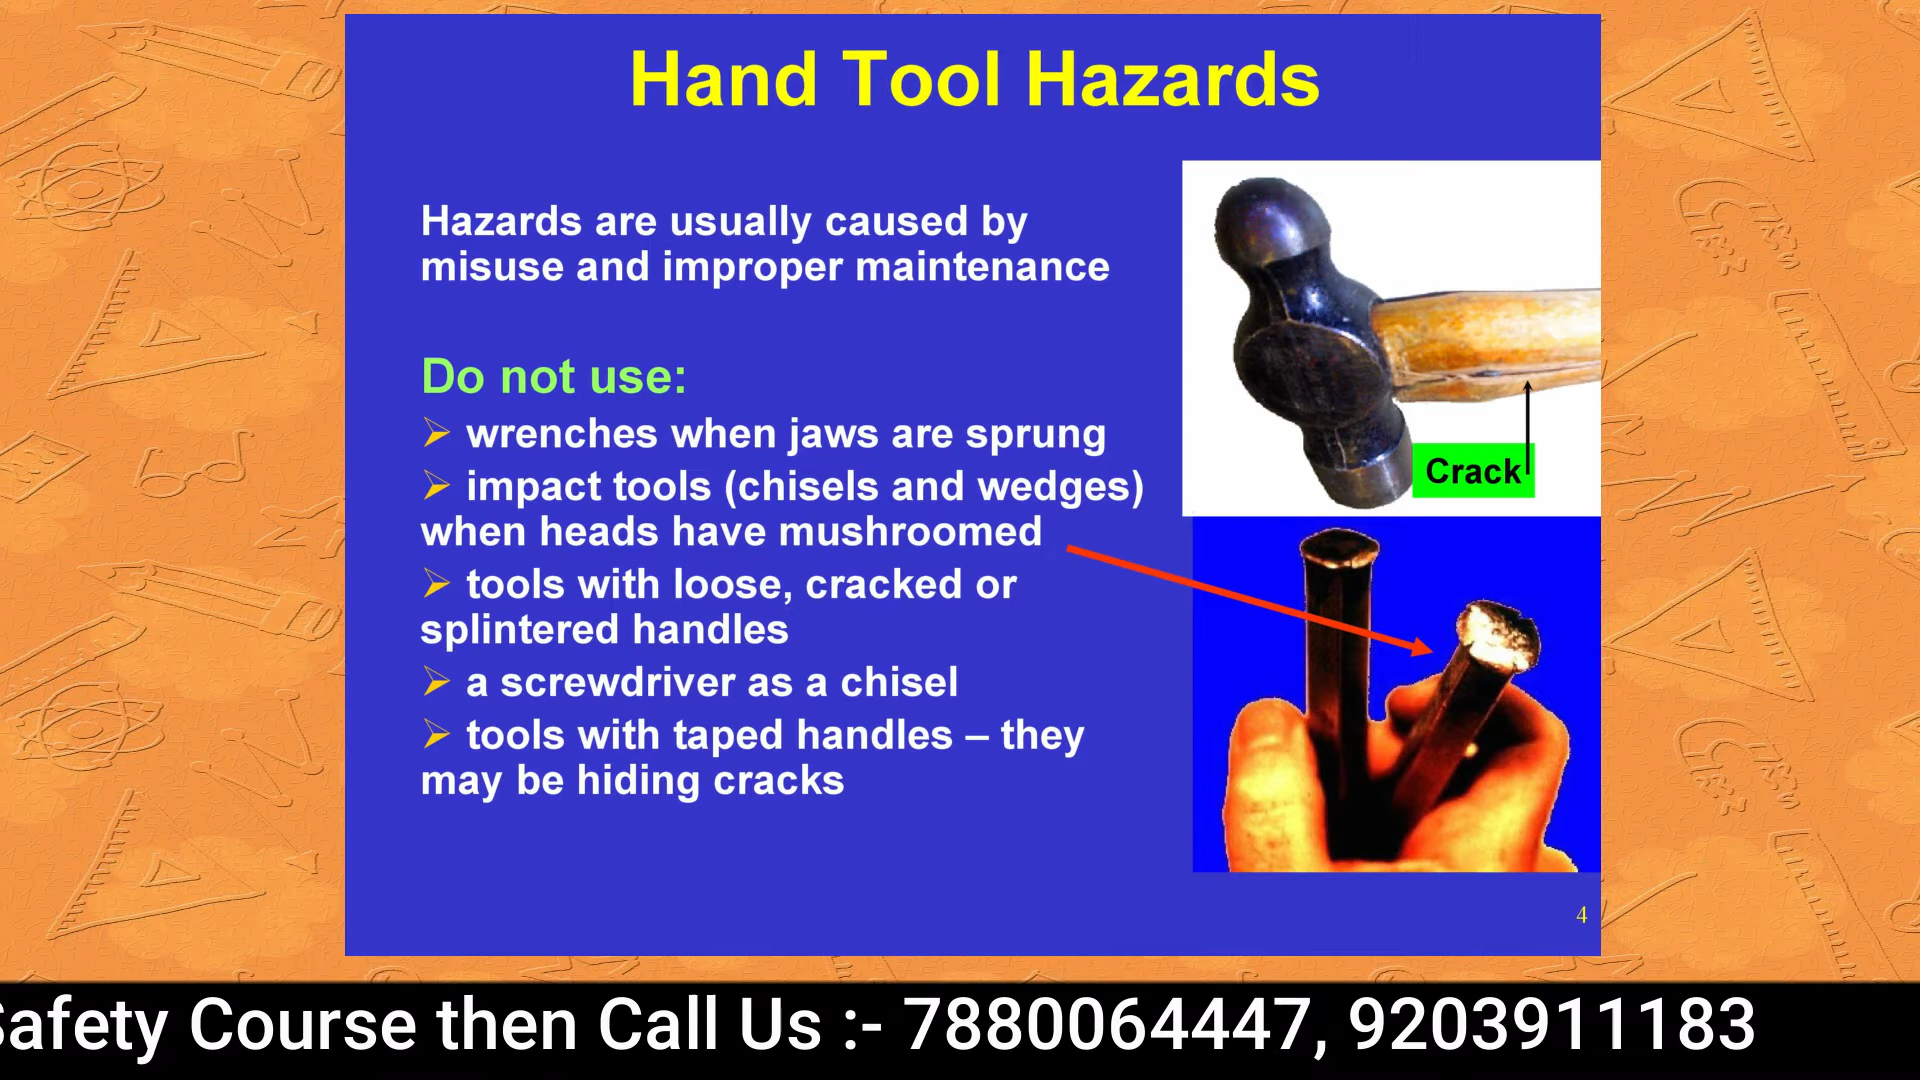 Hand Tool Hazards
Hazards are usually caused by
misuse and improper maintenance
Do not use:
➢ wrenches when jaws are sprung
➢ impact tools (chisels and wedges)
when heads have mushroomed
➢ tools with loose, cracked or
splintered handles
➢ a screwdriver as a chisel
➢ tools with taped handles – they
may be hiding cracks
Crack
4
Safety Course then Call Us :- 7880064447, 9203911183